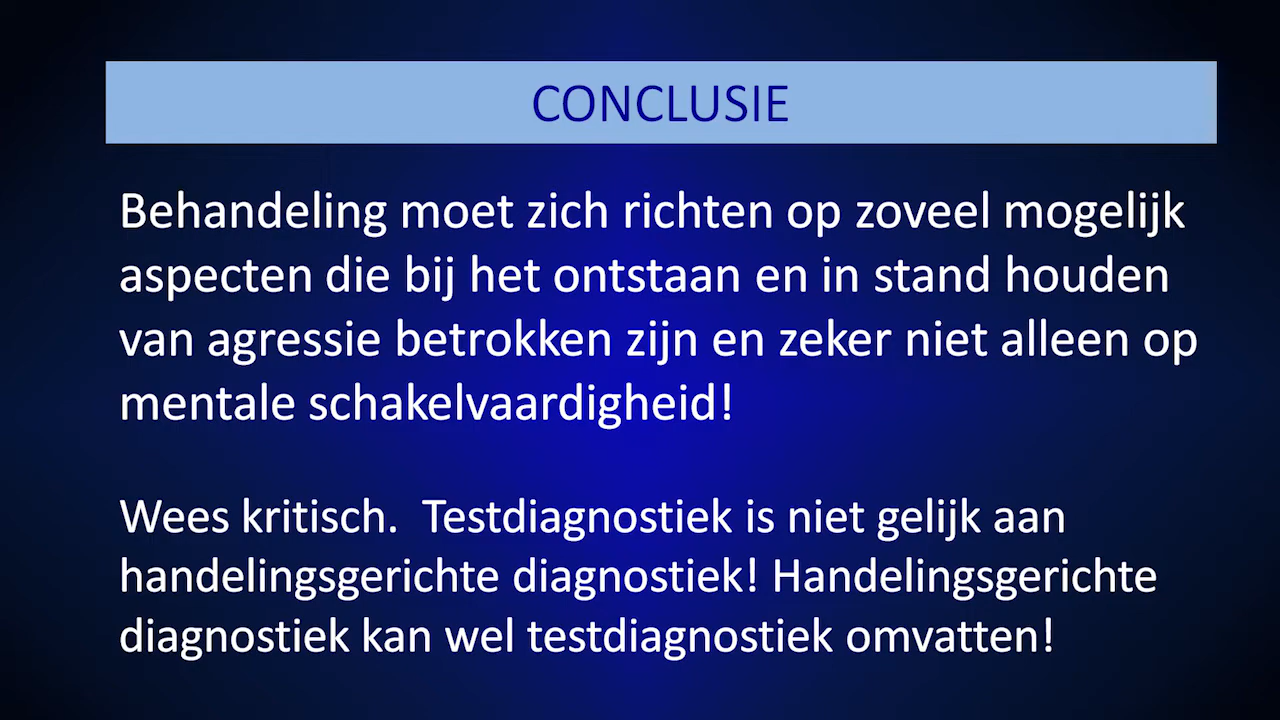 CONCLUSIE
Behandeling moet zich richten op zoveel mogelijk
aspecten die bij het ontstaan en in stand houden
van agressie betrokken zijn en zeker niet alleen op
mentale schakelvaardigheid!
Wees kritisch.  Testdiagnostiek is niet gelijk aan
handelingsgerichte diagnostiek! Handelingsgerichte
diagnostiek kan wel testdiagnostiek omvatten!